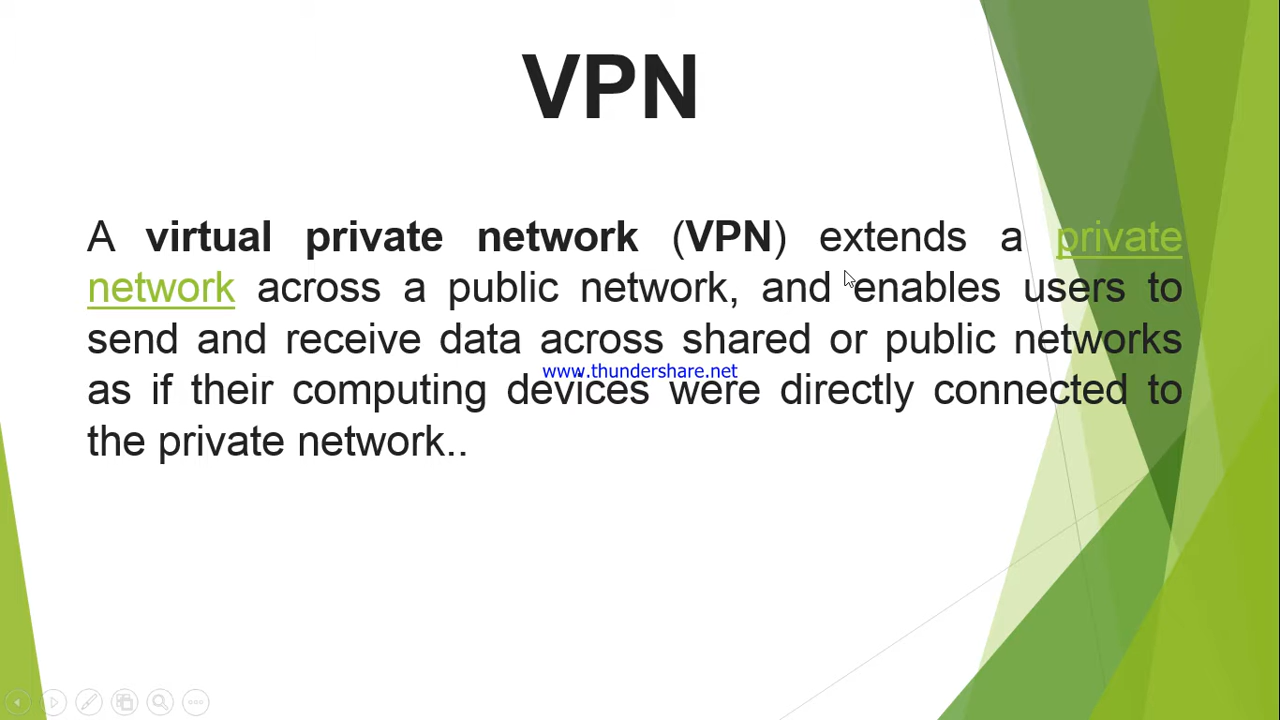 VPN
A virtual private network (VPN) extends a private
network across a public network, and enables users to
send and receive data across shared or public networks
www.thundershare.net
as if their computing devices were directly connected to
the private network..